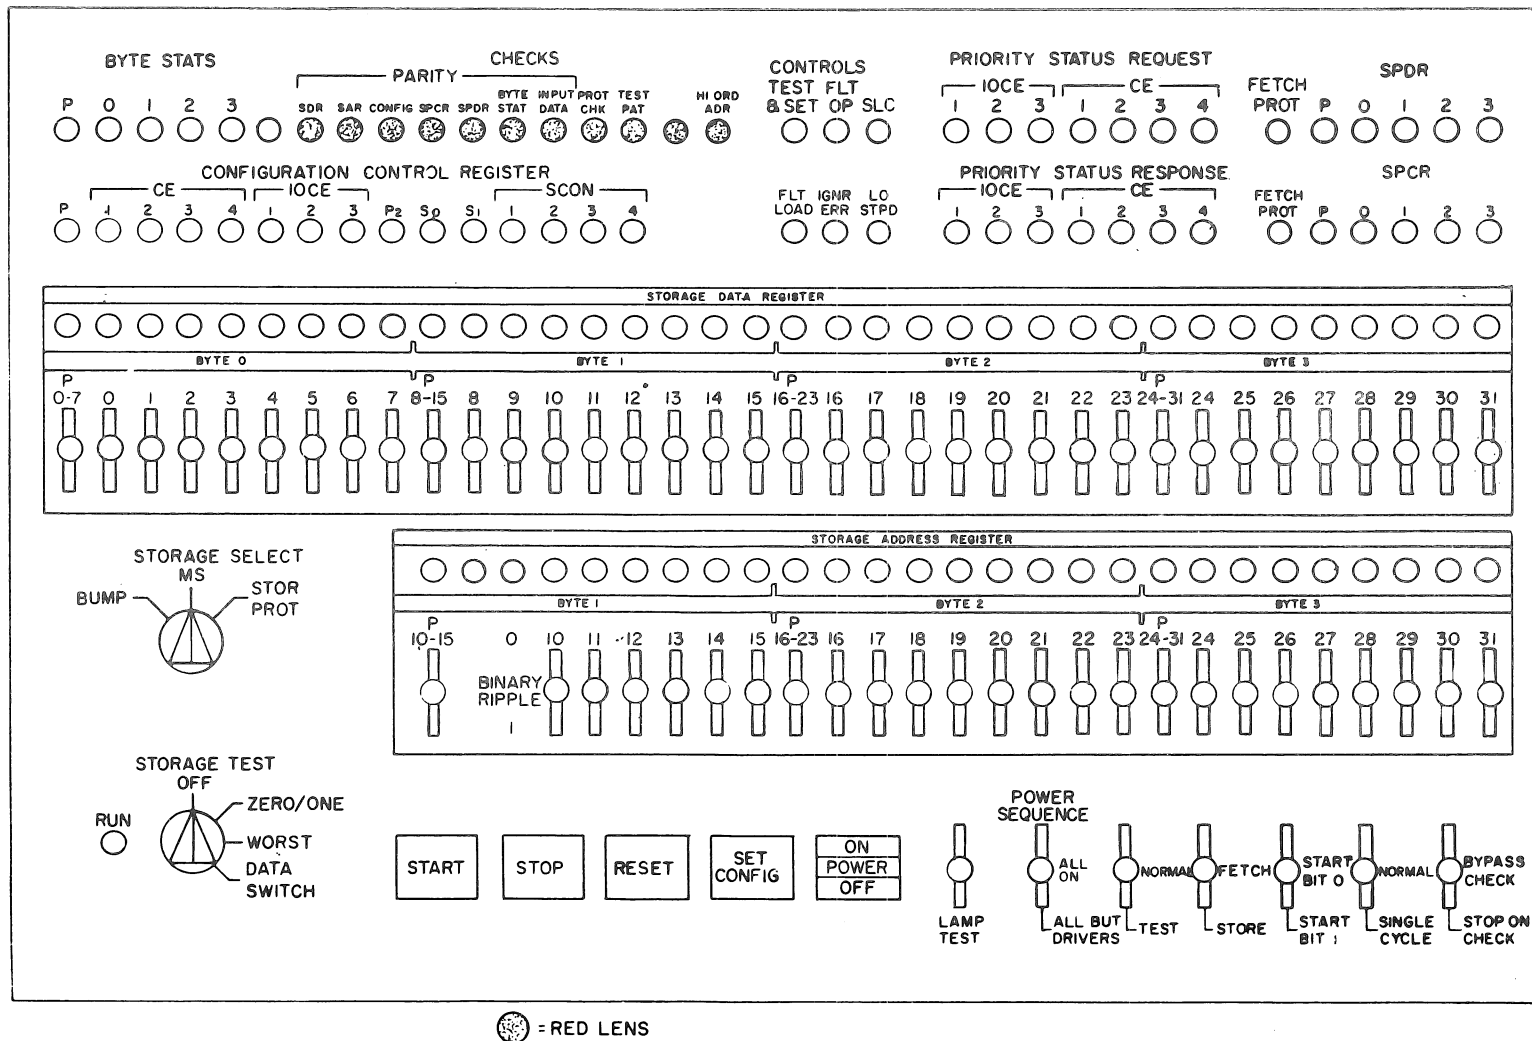 BYTE STATS
CHECKS
PARITY
P 0 1 2 3
SDR SAR CONFIG SPCR SPDR BYTE STAT INPUT DATA PROT CHK TEST PAT HI ORD ADR
CONTROLS
TEST & SET FLT OP SLC
PRIORITY STATUS REQUEST
IOCE CE
1 2 3 1 2 3 4
FETCH PROT
SPDR
P 0 1 2 3
CONFIGURATION CONTROL REGISTER
CE IOCE SCON
P 1 2 3 4 1 2 3 P2 S0 S1 1 2 3 4
FLT LOAD IGNR ERR LO STPD
PRIORITY STATUS RESPONSE
IOCE CE
1 2 3 1 2 3 4
FETCH PROT
SPCR
P 0 1 2 3
STORAGE DATA REGISTER
BYTE 0 BYTE 1 BYTE 2 BYTE 3
P P P P
0-7 0 1 2 3 4 5 6 7 8-15 8 9 10 11 12 13 14 15 16-23 16 17 18 19 20 21 22 23 24-31 24 25 26 27 28 29 30 31
STORAGE SELECT
MS
BUMP
STOR PROT
STORAGE ADDRESS REGISTER
BYTE 1 BYTE 2 BYTE 3
P P P
10-15 0 10 11 12 13 14 15 16-23 16 17 18 19 20 21 22 23 24-31 24 25 26 27 28 29 30 31
BINARY
RIPPLE
1
STORAGE TEST
OFF
ZERO/ONE
WORST
DATA
SWITCH
RUN
START
STOP
RESET
SET
CONFIG
ON
POWER
OFF
LAMP
TEST
POWER
SEQUENCE
ALL
ON
ALL BUT
DRIVERS
NORMAL
TEST
FETCH
STORE
START
BIT 0
START
BIT 1
NORMAL
SINGLE
CYCLE
BYPASS
CHECK
STOP ON
CHECK
= RED LENS